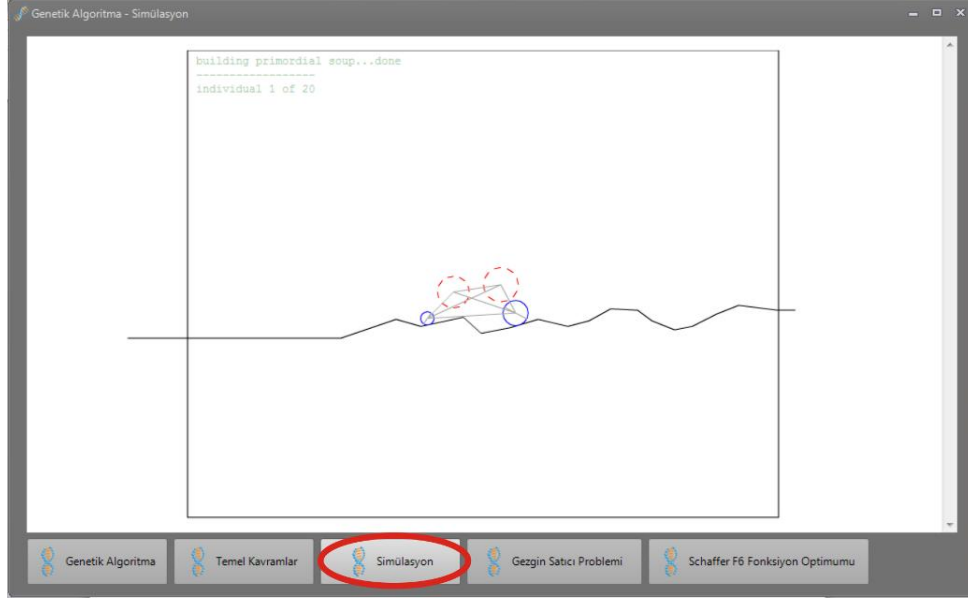 Genetik Algoritma - Simülasyon
building primordial soup...done
------------------
individual 1 of 20
Genetik Algoritma
Temel Kavramlar
Simülasyon
Gezgin Satıcı Problemi
Schaffer F6 Fonksiyon Optimumu